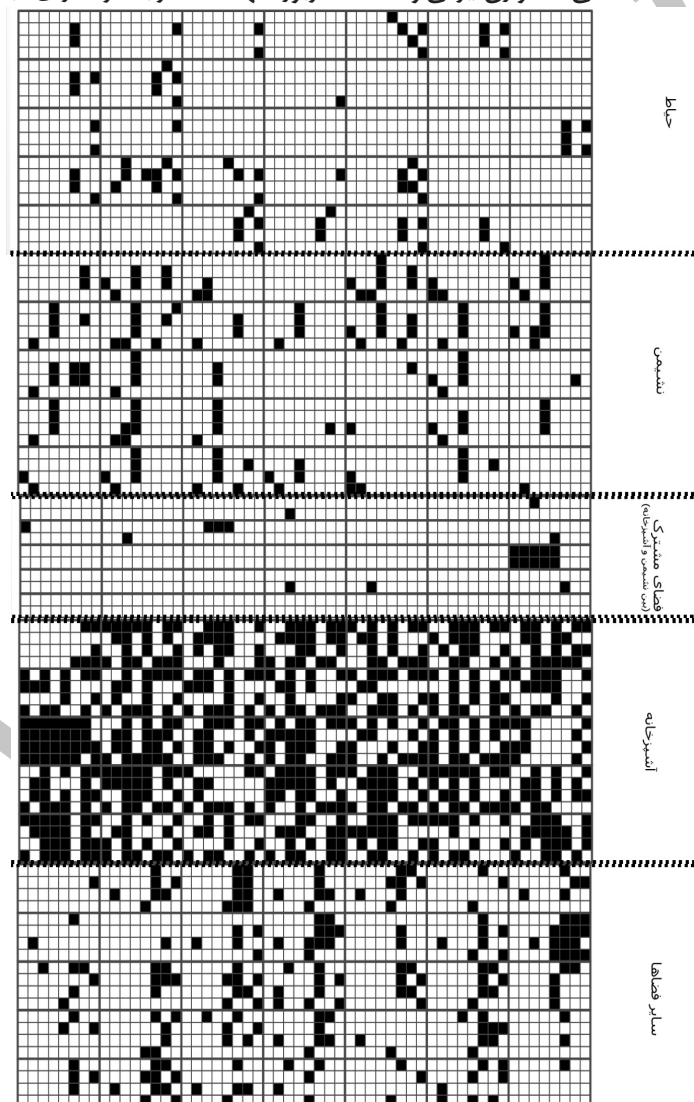 حیاط
نشیمن
فضای مشترک
(بین نشیمن و آشپزخانه)
آشپزخانه
سایر فضاها